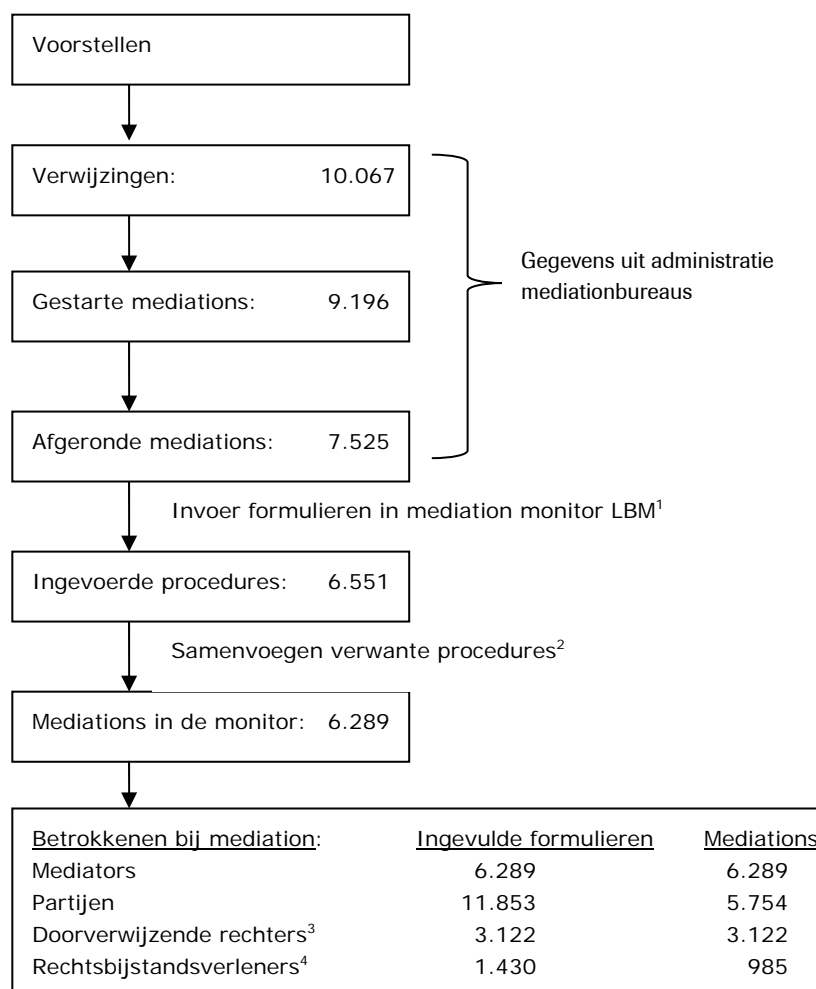 Voorstellen
Verwijzingen: 10.067
Gestarte mediations: 9.196
Gegevens uit administratie
mediationbureaus
Afgeronde mediations: 7.525
Invoer formulieren in mediation monitor LBM¹
Ingevoerde procedures: 6.551
Samenvoegen verwante procedures²
Mediations in de monitor: 6.289
Betrokkenen bij mediation: Ingevulde formulieren Mediations
Mediators 6.289 6.289
Partijen 11.853 5.754
Doorverwijzende rechters³ 3.122 3.122
Rechtsbijstandsverleners⁴ 1.430 985